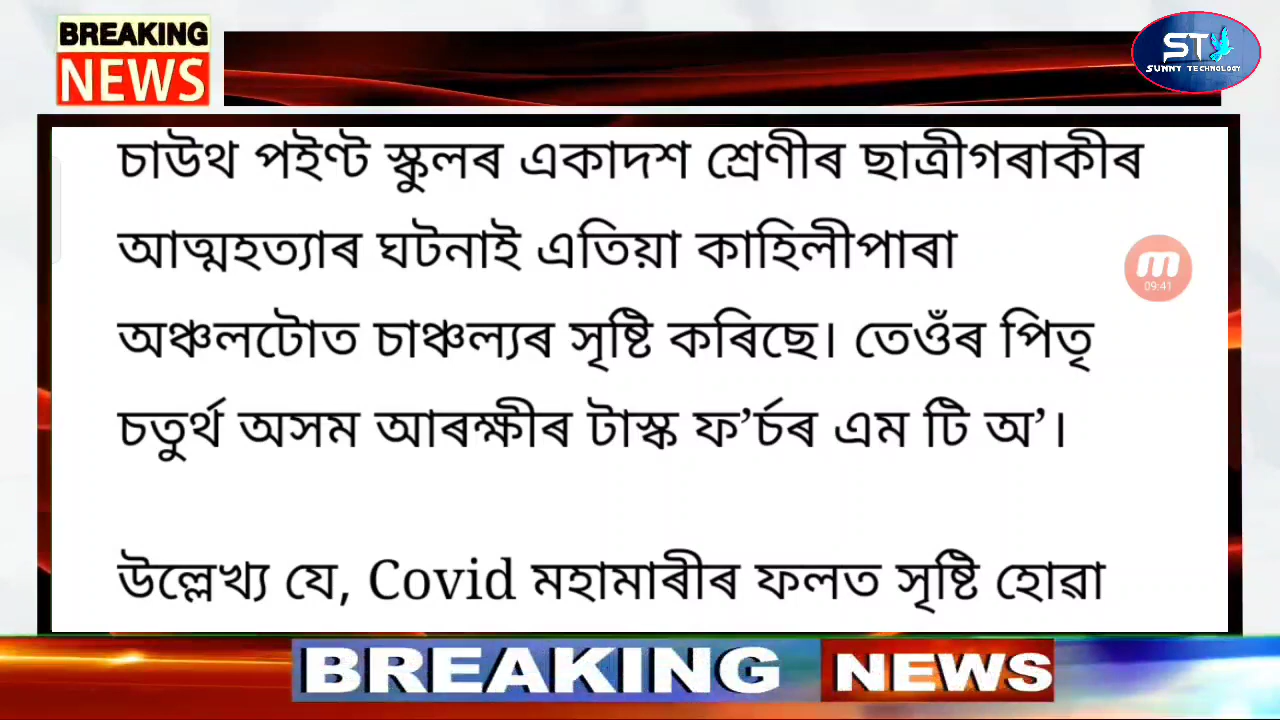 BREAKING
NEWS
ST
SUNNY TECHNOLOGY
চাউথ পইণ্ট স্কুলৰ একাদশ শ্ৰেণীৰ ছাত্ৰীগৰাকীৰ
আত্মহত্যাৰ ঘটনাই এতিয়া কাহিলীপাৰা
09:41
অঞ্চলটোত চাঞ্চল্যৰ সৃষ্টি কৰিছে। তেওঁৰ পিতৃ
চতুৰ্থ অসম আৰক্ষীৰ টাস্ক ফ’ৰ্চৰ এম টি অ’।
উল্লেখ্য যে, Covid মহামাৰীৰ ফলত সৃষ্টি হোৱা
BREAKING NEWS